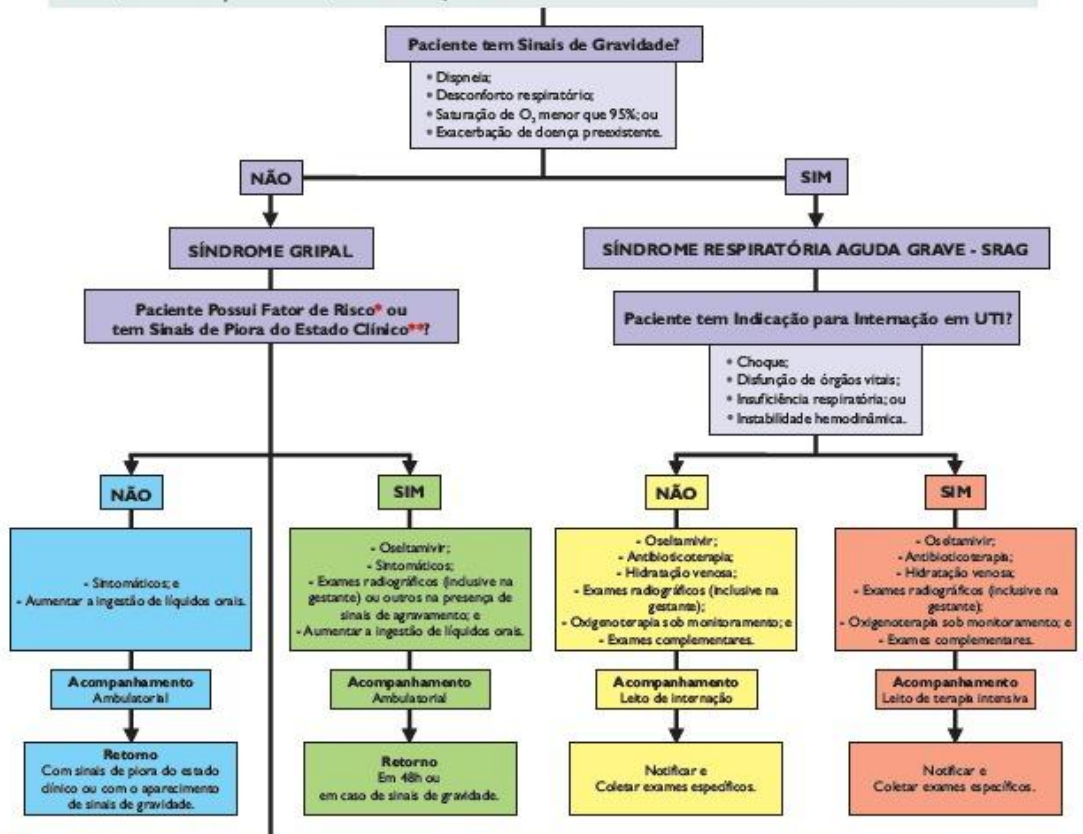 Paciente tem Sinais de Gravidade?
• Dispneia;
• Desconforto respiratório;
• Saturação de O₂ menor que 95%; ou
• Exacerbação de doença preexistente.
NÃO
SIM
SÍNDROME GRIPAL
SÍNDROME RESPIRATÓRIA AGUDA GRAVE - SRAG
Paciente Possui Fator de Risco* ou
tem Sinais de Piora do Estado Clínico**?
Paciente tem Indicação para Internação em UTI?
• Choque;
• Disfunção de órgãos vitais;
• Insuficiência respiratória; ou
• Instabilidade hemodinâmica.
NÃO
SIM
NÃO
SIM
- Sintomáticos; e
- Aumentar a ingestão de líquidos orais.
- Oseltamivir;
- Sintomáticos;
- Exames radiográficos (inclusive na
gestante) ou outros na presença de
sinais de agravamento; e
- Aumentar a ingestão de líquidos orais.
- Oseltamivir;
- Antibioticoterapia;
- Hidratação venosa;
- Exames radiográficos (inclusive na
gestante);
- Oxigenoterapia sob monitoramento; e
- Exames complementares.
- Oseltamivir;
- Antibioticoterapia;
- Hidratação venosa;
- Exames radiográficos (inclusive na
gestante);
- Oxigenoterapia sob monitoramento; e
- Exames complementares.
Acompanhamento
Ambulatorial
Acompanhamento
Ambulatorial
Acompanhamento
Leito de internação
Acompanhamento
Leito de terapia intensiva
Retorno
Com sinais de piora do estado
clínico ou com o aparecimento
de sinais de gravidade.
Retorno
Em 48h ou
em caso de sinais de gravidade.
Notificar e
Coletar exames específicos.
Notificar e
Coletar exames específicos.